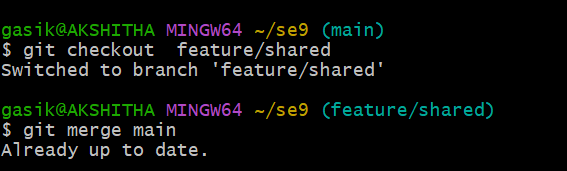 gasik@AKSHITHA MINGW64 ~/se9 (main)
$ git checkout  feature/shared
Switched to branch 'feature/shared'
gasik@AKSHITHA MINGW64 ~/se9 (feature/shared)
$ git merge main
Already up to date.